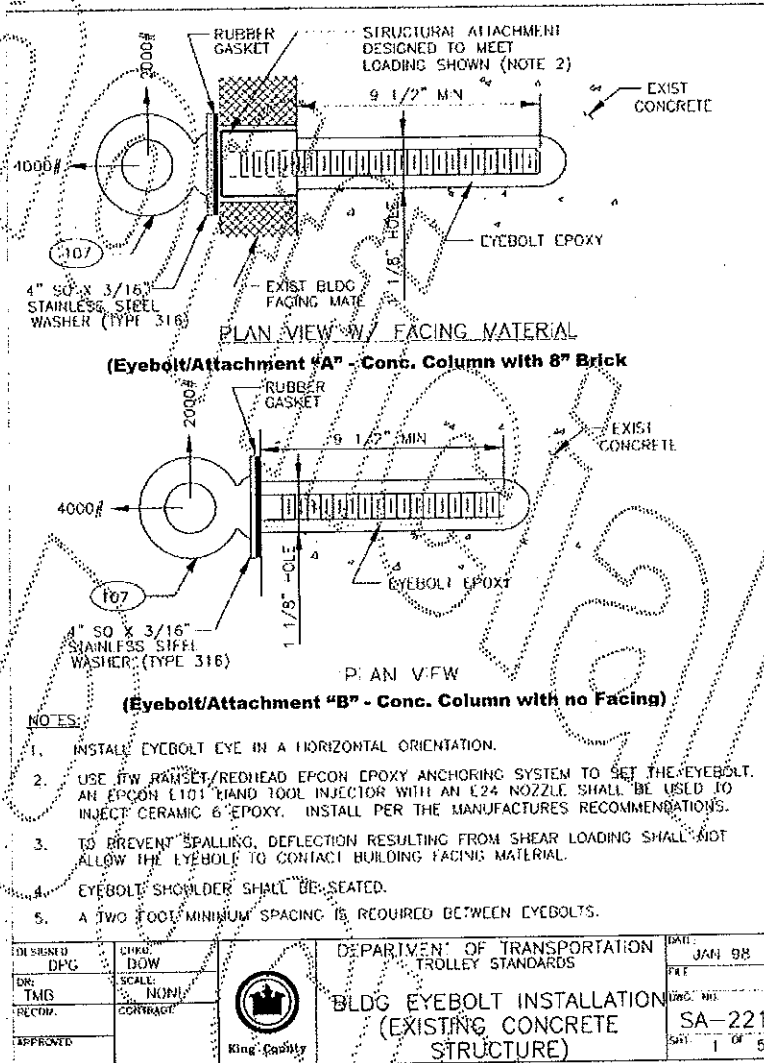 RUBBER GASKET
STRUCTURAL ATTACHMENT
DESIGNED TO MEET
LOADING SHOWN (NOTE 2)
2000#
9 1/2" MIN
EXIST
CONCRETE
4000#
107
EYEBOLT EPOXY
1 1/8" HOLE
4" SQ X 3/16"
STAINLESS STEEL
WASHER (TYPE 316)
EXIST BLDG
FACING MATE
PLAN VIEW W/ FACING MATERIAL
(Eyebolt/Attachment "A" - Conc. Column with 8" Brick
RUBBER
GASKET
2000#
9 1/2" MIN
EXIST
CONCRETE
4000#
107
EYEBOLT EPOXY
1 1/8" HOLE
4" SQ X 3/16"
STAINLESS STEEL
WASHER (TYPE 316)
PLAN VIEW
(Eyebolt/Attachment "B" - Conc. Column with no Facing)
NOTES:
1. INSTALL EYEBOLT EYE IN A HORIZONTAL ORIENTATION.
2. USE ITW RAMSET/REDHEAD EPCON EPOXY ANCHORING SYSTEM TO SET THE EYEBOLT.
AN EPCON E101 HAND TOOL INJECTOR WITH AN E24 NOZZLE SHALL BE USED TO
INJECT CERAMIC 6 EPOXY. INSTALL PER THE MANUFACTURES RECOMMENDATIONS.
3. TO PREVENT SPALLING, DEFLECTION RESULTING FROM SHEAR LOADING SHALL NOT
ALLOW THE EYEBOLT TO CONTACT BUILDING FACING MATERIAL.
4. EYEBOLT SHOULDER SHALL BE SEATED.
5. A TWO FOOT MINIMUM SPACING IS REQUIRED BETWEEN EYEBOLTS.
DESIGNED
DPG
CHKD:
DOW
DN:
TMB
SCALE:
NONE
RECOM.
CONTRACT:
APPROVED
King County
DEPARTMENT OF TRANSPORTATION
TROLLEY STANDARDS
BLDG EYEBOLT INSTALLATION
(EXISTING CONCRETE
STRUCTURE)
DATE:
JAN 98
FILE
DWG. NO.
SA-221
SHT. 1 OF 5